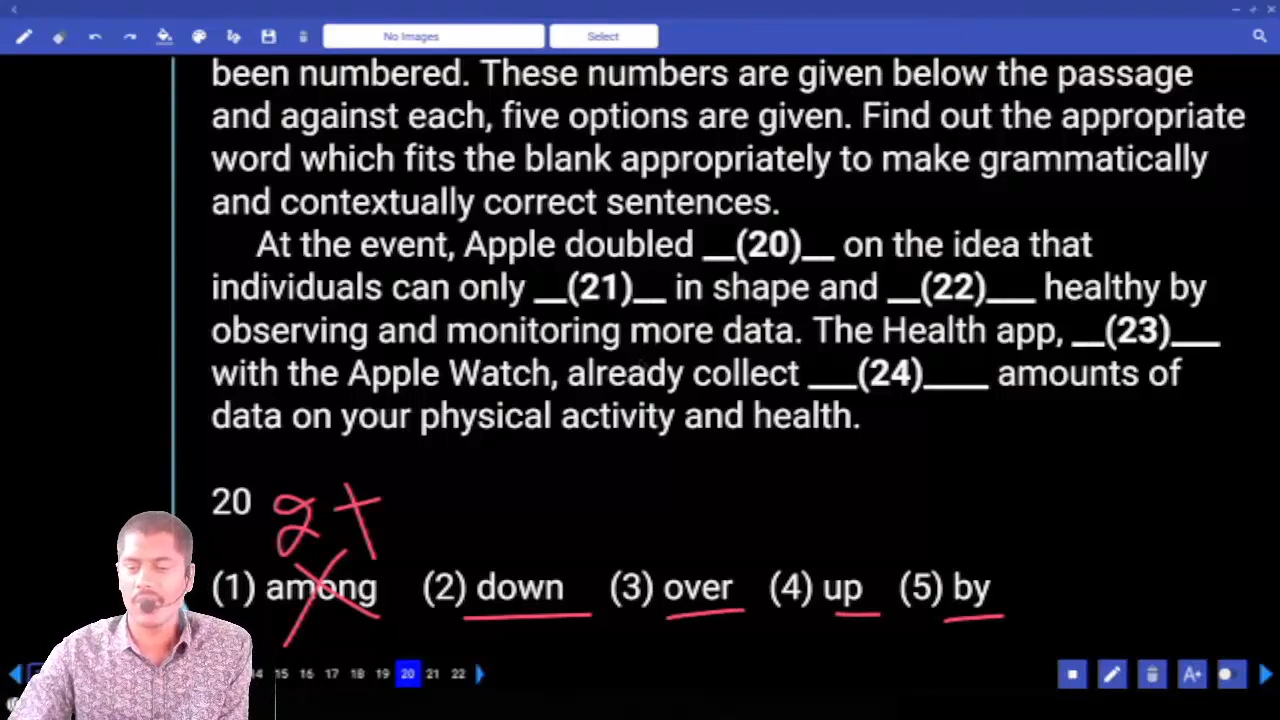 No Images
Select
been numbered. These numbers are given below the passage
and against each, five options are given. Find out the appropriate
word which fits the blank appropriately to make grammatically
and contextually correct sentences.
At the event, Apple doubled __(20)__ on the idea that
individuals can only __(21)__ in shape and __(22)___ healthy by
observing and monitoring more data. The Health app, __(23)___
with the Apple Watch, already collect ___(24)____ amounts of
data on your physical activity and health.
20
(1) among (2) down (3) over (4) up (5) by
14 15 16 17 18 19 20 21 22
A+